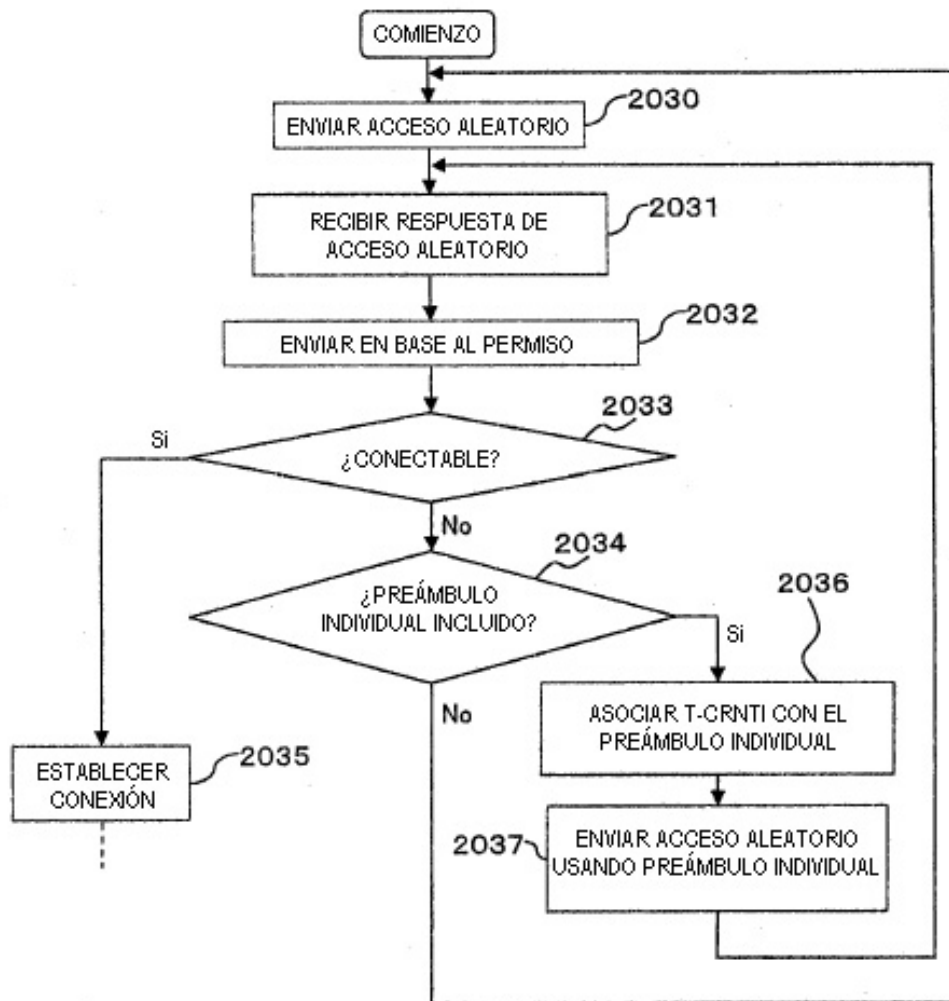 COMIENZO
2030
ENVIAR ACCESO ALEATORIO
2031
RECIBIR RESPUESTA DE
ACCESO ALEATORIO
2032
ENVIAR EN BASE AL PERMISO
2033
Si
¿CONECTABLE?
No
2034
¿PREÁMBULO
INDIVIDUAL INCLUIDO?
2036
Si
No
ASOCIAR T-CRNTI CON EL
PREÁMBULO INDIVIDUAL
2035
ESTABLECER
CONEXIÓN
2037
ENVIAR ACCESO ALEATORIO
USANDO PREÁMBULO INDIVIDUAL